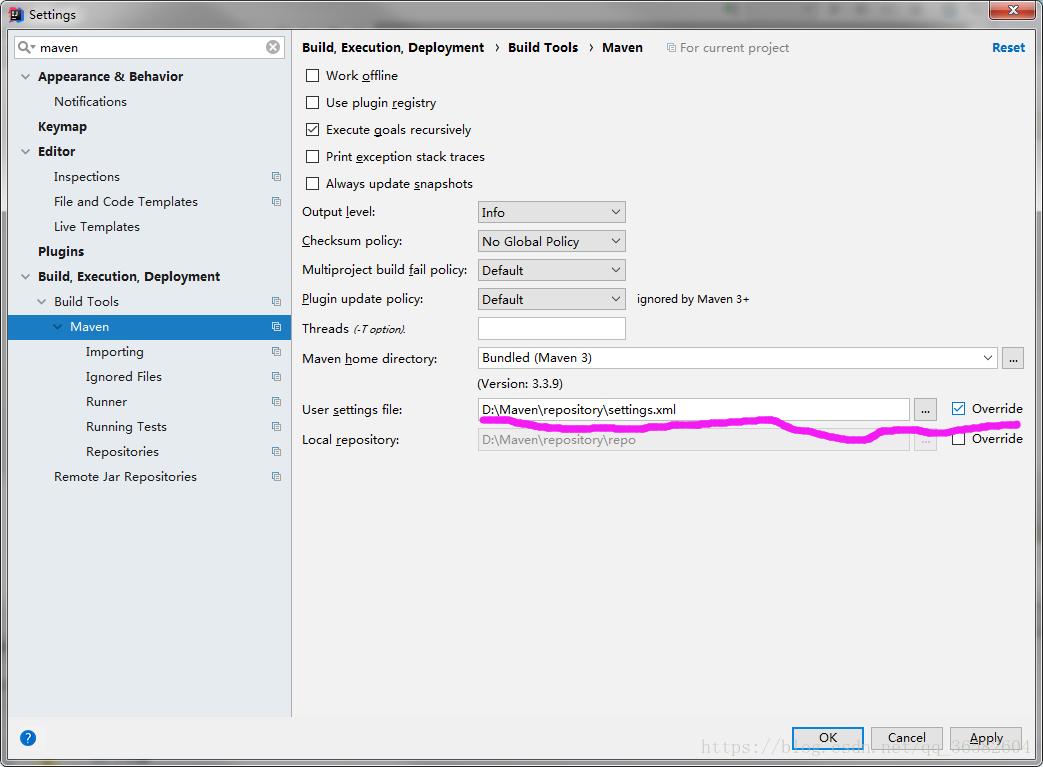 Settings
maven
Appearance & Behavior
Notifications
Keymap
Editor
Inspections
File and Code Templates
Live Templates
Plugins
Build, Execution, Deployment
Build Tools
Maven
Importing
Ignored Files
Runner
Running Tests
Repositories
Remote Jar Repositories
Build, Execution, Deployment › Build Tools › Maven For current project Reset
Work offline
Use plugin registry
Execute goals recursively
Print exception stack traces
Always update snapshots
Output level: Info
Checksum policy: No Global Policy
Multiproject build fail policy: Default
Plugin update policy: Default ignored by Maven 3+
Threads (-T option).
Maven home directory: Bundled (Maven 3) ...
(Version: 3.3.9)
User settings file: D:\Maven\repository\settings.xml ... Override
Local repository: D:\Maven\repository\repo ... Override
? OK Cancel Apply
https://blog.csdn.net/qq_36582604